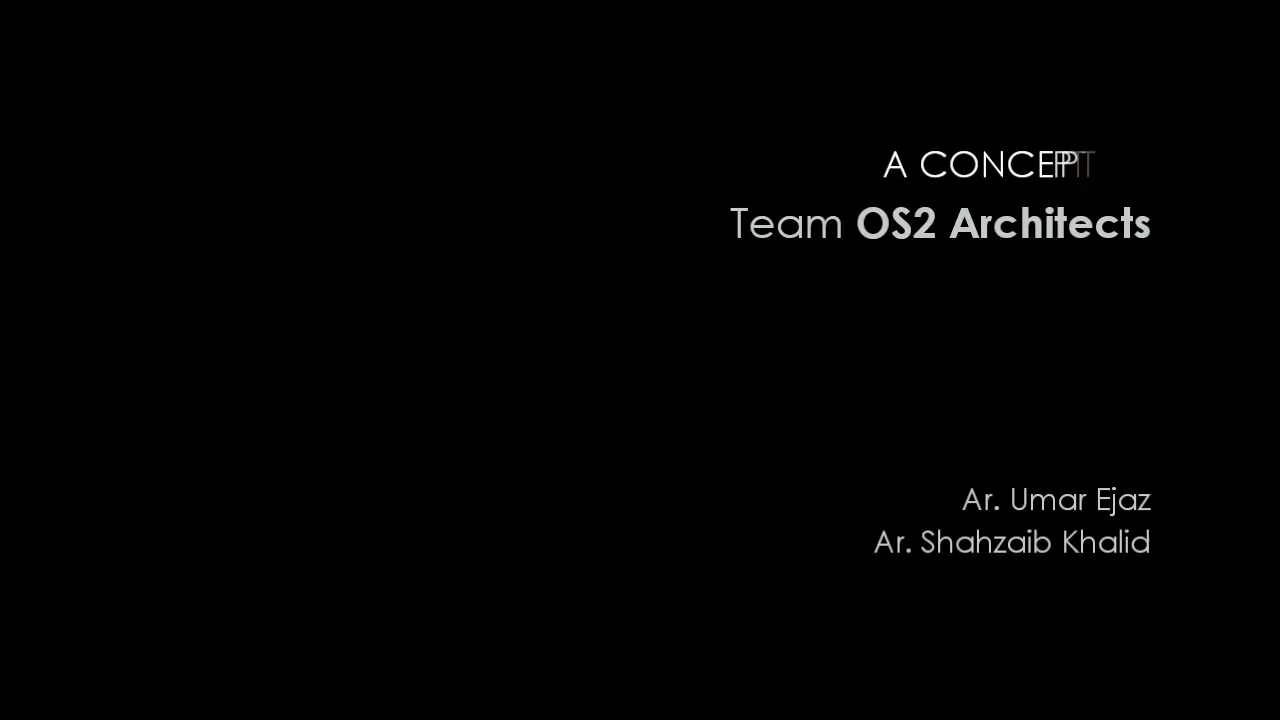 A CONCEPT
Team OS2 Architects
Ar. Umar Ejaz
Ar. Shahzaib Khalid